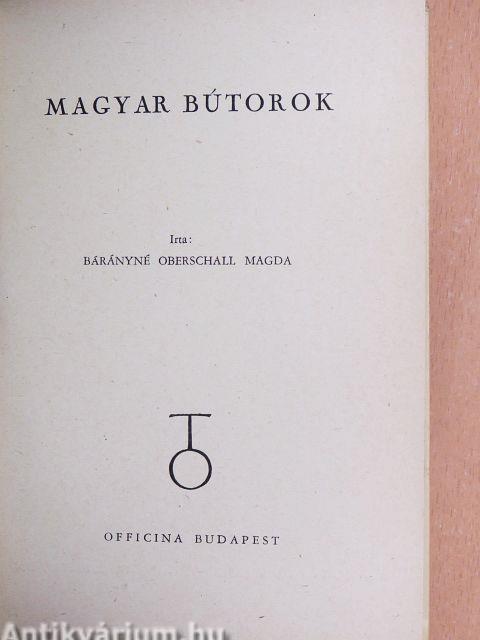 MAGYAR BÚTOROK
Irta:
BÁRÁNYNÉ OBERSCHALL MAGDA
OFFICINA BUDAPEST
Antikvárium.hu